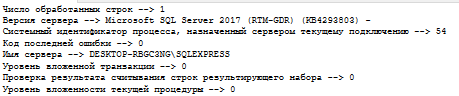 Число обработанных строк --> 1
Версия сервера --> Microsoft SQL Server 2017 (RTM-GDR) (KB4293803) -
Системный идентификатор процесса, назначенный сервером текущему подключению --> 54
Код последней ошибки --> 0
Имя сервера --> DESKTOP-RBGC3NG\SQLEXPRESS
Уровень вложенной транзакции --> 0
Проверка результата считывания строк результирующего набора --> 0
Уровень вложенности текущей процедуры --> 0